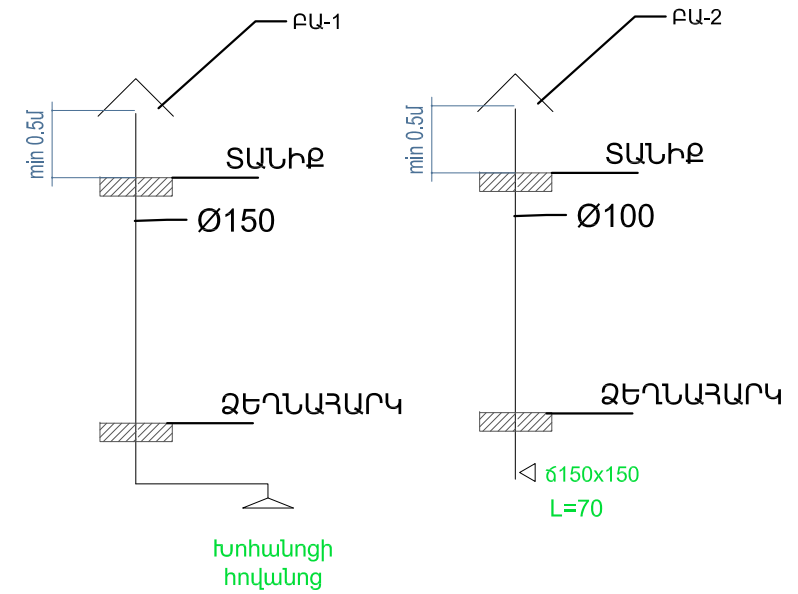 ԲԱ-1
min 0.5մ
ՏԱՆԻՔ
Ø150
ՁԵՂՆԱՀԱՐԿ
Խոհանոցի
հովանոց
ԲԱ-2
min 0.5մ
ՏԱՆԻՔ
Ø100
ՁԵՂՆԱՀԱՐԿ
ճ150x150
L=70